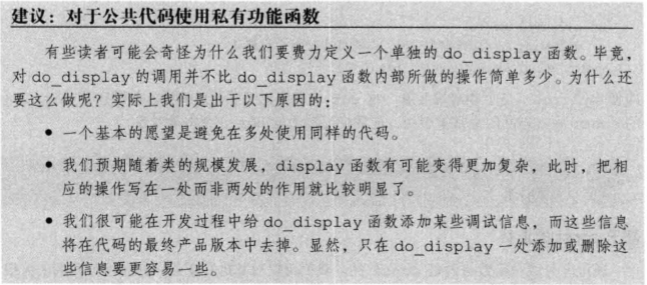 建议：对于公共代码使用私有功能函数
有些读者可能会奇怪为什么我们要费力定义一个单独的 do_display 函数。毕竟，
对 do_display 的调用并不比 do_display 函数内部所做的操作简单多少。为什么还
要这么做呢？实际上我们是出于以下原因的：
● 一个基本的愿望是避免在多处使用同样的代码。
● 我们预期随着类的规模发展，display 函数有可能变得更加复杂，此时，把相
应的操作写在一处而非两处的作用就比较明显了。
● 我们很可能在开发过程中给 do_display 函数添加某些调试信息，而这些信息
将在代码的最终产品版本中去掉。显然，只在 do_display 一处添加或删除这
些信息要更容易一些。